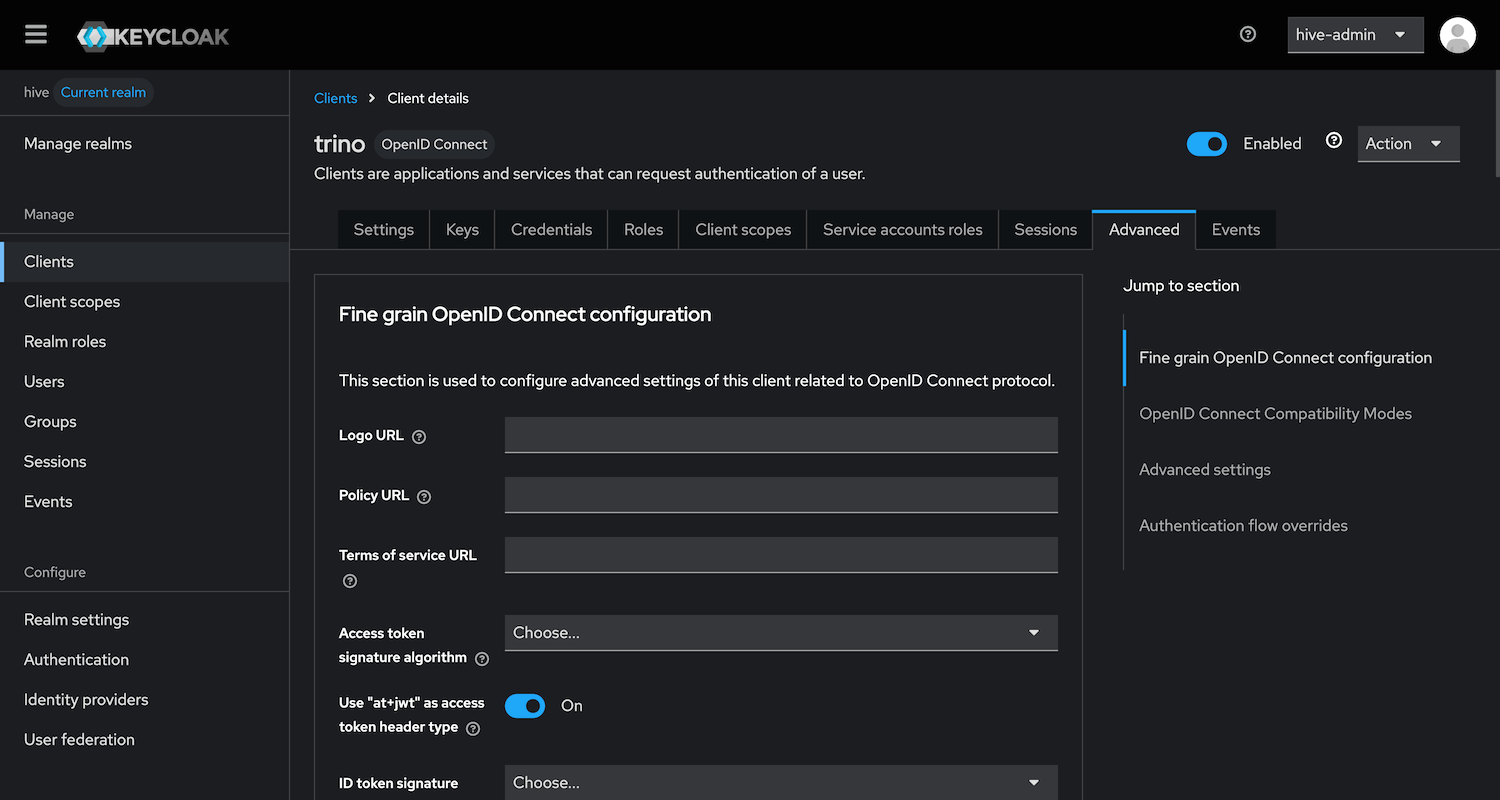 KEYCLOAK
hive-admin
hive Current realm
Manage realms
Manage
Clients
Client scopes
Realm roles
Users
Groups
Sessions
Events
Configure
Realm settings
Authentication
Identity providers
User federation
Clients > Client details
trino OpenID Connect
Enabled
Action
Clients are applications and services that can request authentication of a user.
Settings Keys Credentials Roles Client scopes Service accounts roles Sessions Advanced Events
Fine grain OpenID Connect configuration
This section is used to configure advanced settings of this client related to OpenID Connect protocol.
Logo URL
Policy URL
Terms of service URL
Access token
signature algorithm
Choose...
Use "at+jwt" as access
token header type
On
ID token signature
Choose...
Jump to section
Fine grain OpenID Connect configuration
OpenID Connect Compatibility Modes
Advanced settings
Authentication flow overrides